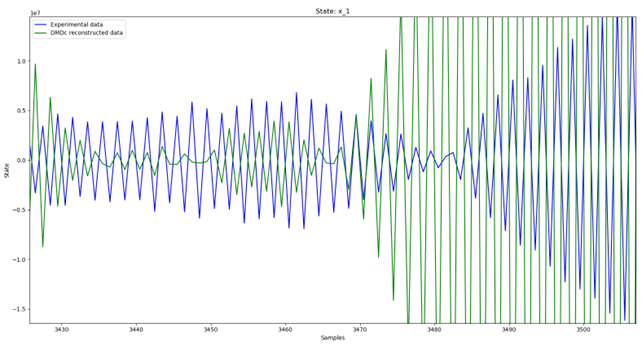 State: x_1
1e7
Experimental data
DMDc reconstructed data
1.0
0.5
0.0
−0.5
−1.0
−1.5
State
3430 3440 3450 3460 3470 3480 3490 3500
Samples